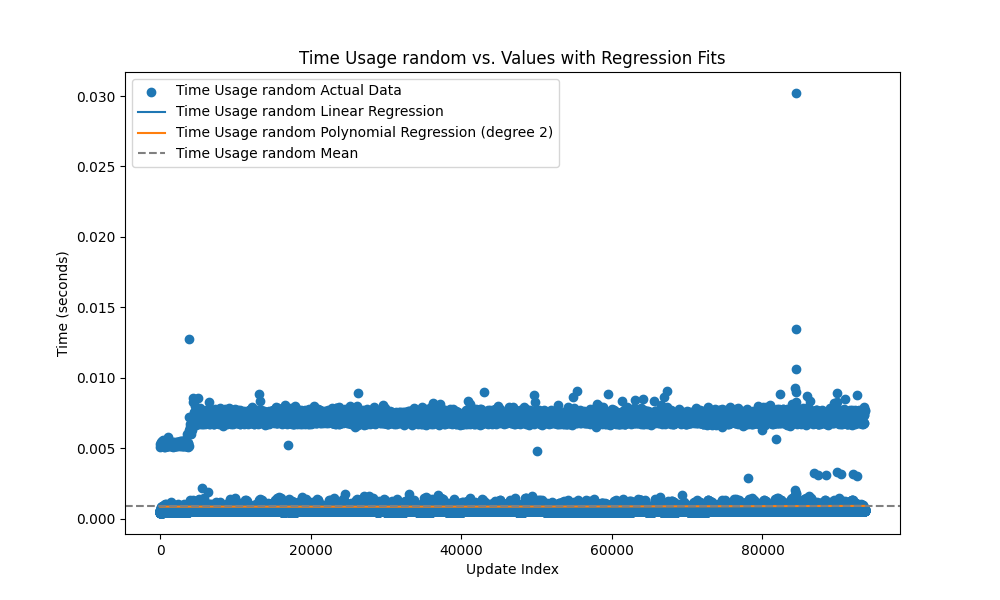 Time Usage random vs. Values with Regression Fits
Time Usage random Actual Data
Time Usage random Linear Regression
Time Usage random Polynomial Regression (degree 2)
Time Usage random Mean
Time (seconds)
0.030
0.025
0.020
0.015
0.010
0.005
0.000
0
20000
40000
60000
80000
Update Index